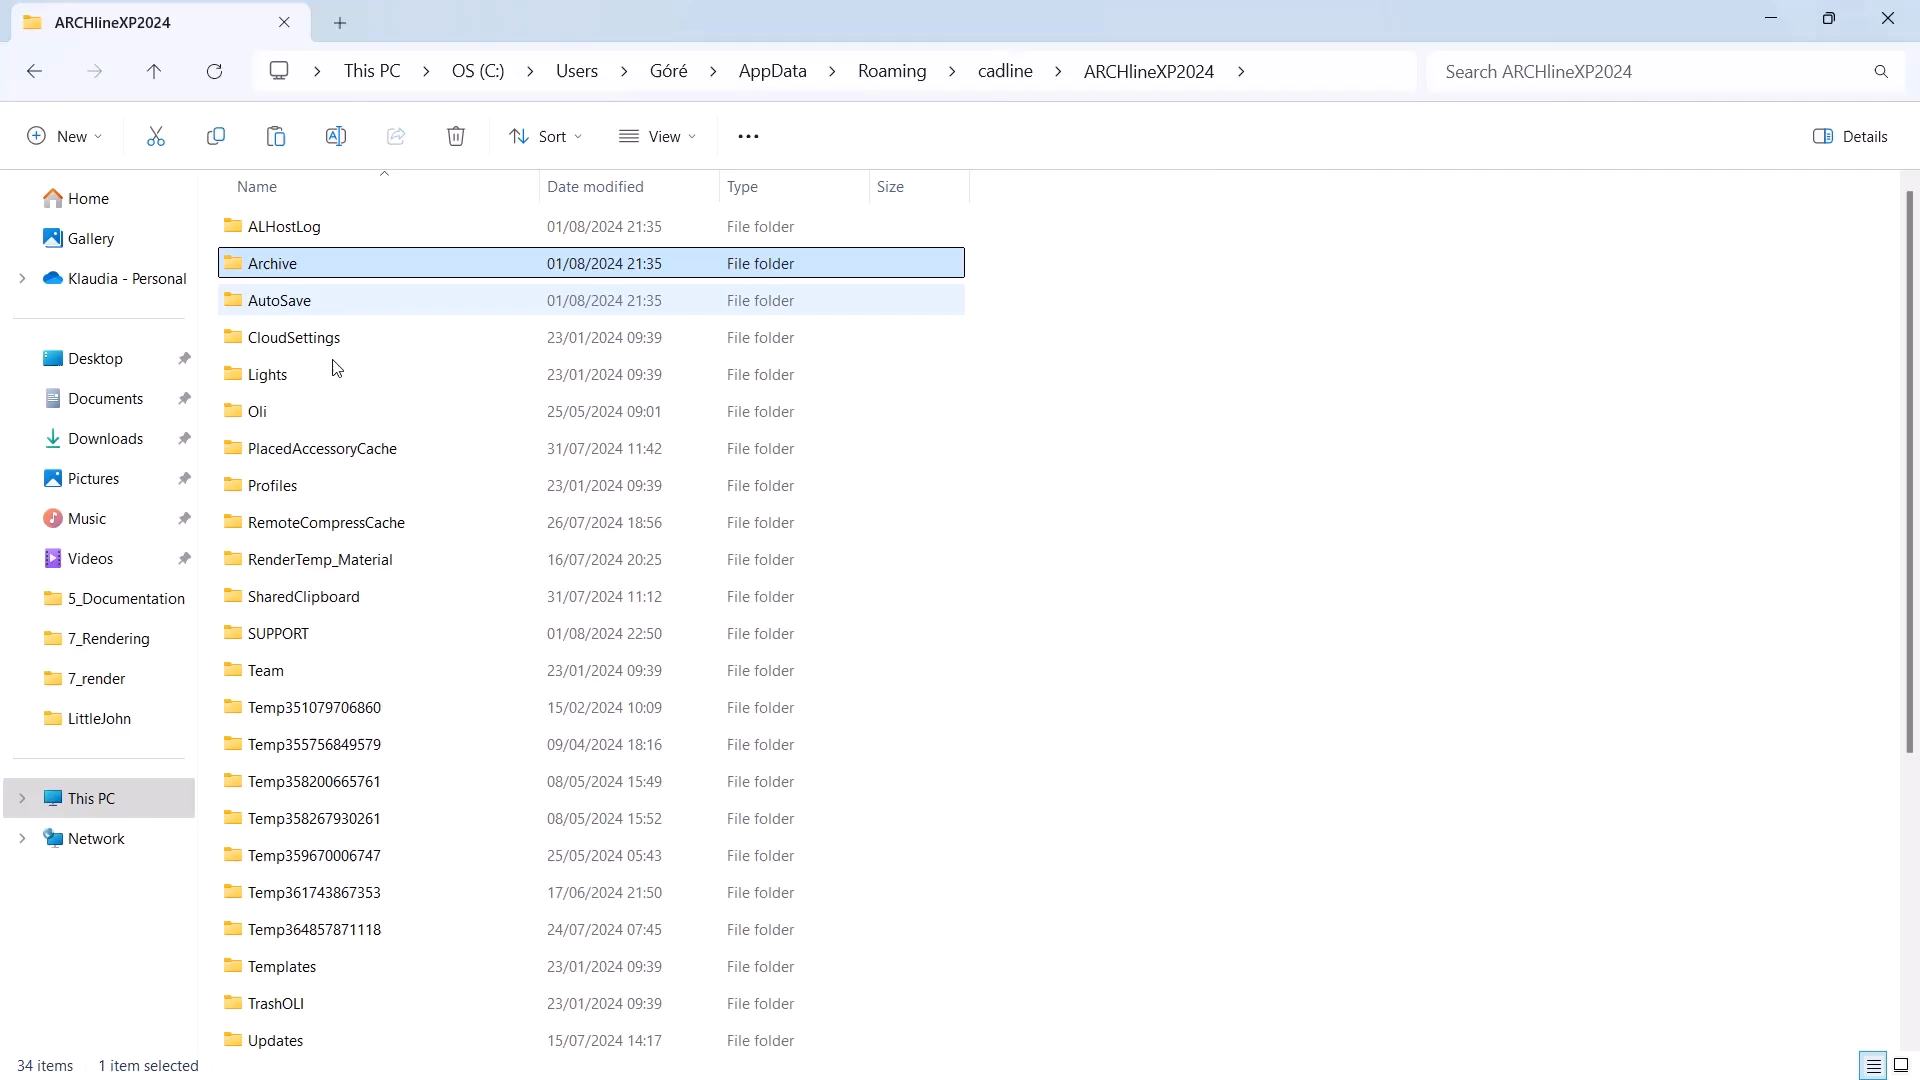 ARCHlineXP2024
This PC > OS (C:) > Users > Góré > AppData > Roaming > cadline > ARCHlineXP2024 >
Search ARCHlineXP2024
New
Sort
View
Details
Name Date modified Type Size
Home
Gallery
Klaudia - Personal
Desktop
Documents
Downloads
Pictures
Music
Videos
5_Documentation
7_Rendering
7_render
LittleJohn
This PC
Network
ALHostLog 01/08/2024 21:35 File folder
Archive 01/08/2024 21:35 File folder
AutoSave 01/08/2024 21:35 File folder
CloudSettings 23/01/2024 09:39 File folder
Lights 23/01/2024 09:39 File folder
Oli 25/05/2024 09:01 File folder
PlacedAccessoryCache 31/07/2024 11:42 File folder
Profiles 23/01/2024 09:39 File folder
RemoteCompressCache 26/07/2024 18:56 File folder
RenderTemp_Material 16/07/2024 20:25 File folder
SharedClipboard 31/07/2024 11:12 File folder
SUPPORT 01/08/2024 22:50 File folder
Team 23/01/2024 09:39 File folder
Temp351079706860 15/02/2024 10:09 File folder
Temp355756849579 09/04/2024 18:16 File folder
Temp358200665761 08/05/2024 15:49 File folder
Temp358267930261 08/05/2024 15:52 File folder
Temp359670006747 25/05/2024 05:43 File folder
Temp361743867353 17/06/2024 21:50 File folder
Temp364857871118 24/07/2024 07:45 File folder
Templates 23/01/2024 09:39 File folder
TrashOLI 23/01/2024 09:39 File folder
Updates 15/07/2024 14:17 File folder
34 items 1 item selected